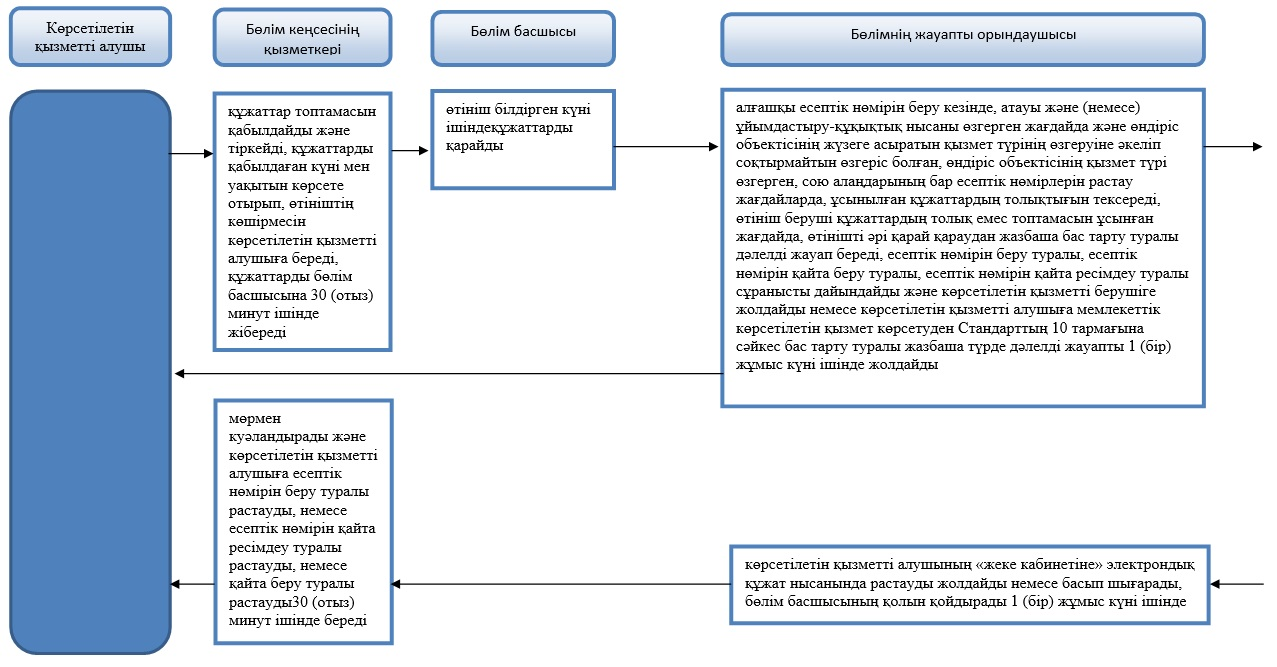 Көрсетілетін
қызметті алушы
Бөлім кеңсесінің
қызметкері
Бөлім басшысы
Бөлімнің жауапты орындаушысы
құжаттар топтамасын
қабылдайды және
тіркейді, құжаттарды
қабылдаған күні мен
уақытын көрсете
отырып, өтініштің
көшірмесін
көрсетілетін қызметті
алушыға береді,
құжаттарды бөлім
басшысына 30 (отыз)
минут ішінде
жібереді
өтініш білдірген күні
ішіндеқұжаттарды
қарайды
алғашқы есептік нөмірін беру кезінде, атауы және (немесе)
ұйымдастыру-құқықтық нысаны өзгерген жағдайда және өндіріс
объектісінің жүзеге асыратын қызмет түрінің өзгеруіне әкеліп
соқтырмайтын өзгеріс болған, өндіріс объектісінің қызмет түрі
өзгерген, сою алаңдарының бар есептік нөмірлерін растау
жағдайларда, ұсынылған құжаттардың толықтығын тексереді,
өтініш беруші құжаттардың толық емес топтамасын ұсынған
жағдайда, өтінішті әрі қарай қараудан жазбаша бас тарту туралы
дәлелді жауап береді, есептік нөмірін беру туралы, есептік
нөмірін қайта беру туралы, есептік нөмірін қайта ресімдеу туралы
сұранысты дайындайды және көрсетілетін қызметті берушіге
жолдайды немесе көрсетілетін қызметті алушыға мемлекеттік
көрсетілетін қызмет көрсетуден Стандарттың 10 тармағына
сәйкес бас тарту туралы жазбаша түрде дәлелді жауапты 1 (бір)
жұмыс күні ішінде жолдайды
мөрмен
куәландырады және
көрсетілетін қызметті
алушыға есептік
нөмірін беру туралы
растауды, немесе
есептік нөмірін қайта
ресімдеу туралы
растауды, немесе
қайта беру туралы
растауды30 (отыз)
минут ішінде береді
көрсетілетін қызметті алушының «жеке кабинетіне» электрондық
құжат нысанында растауды жолдайды немесе басып шығарады,
бөлім басшысының қолын қойдырады 1 (бір) жұмыс күні ішінде